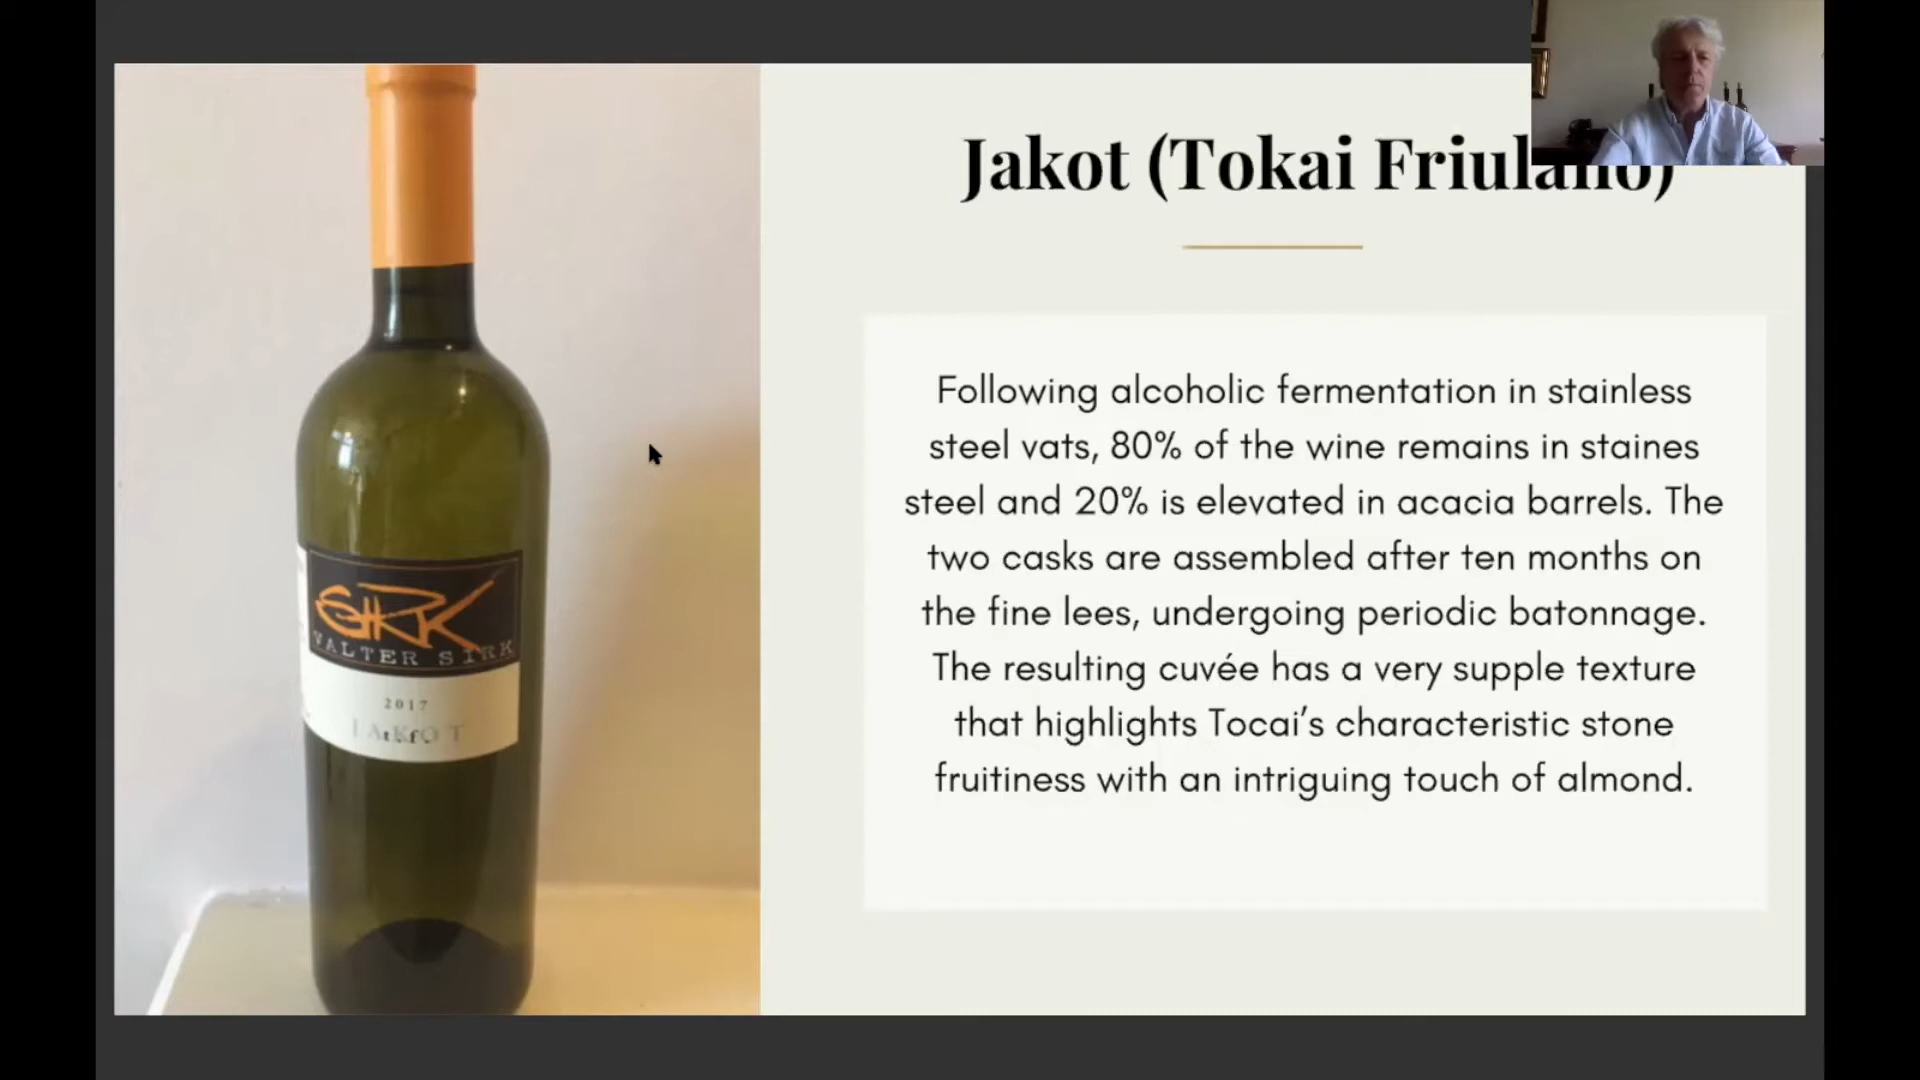 Jakot (Tokai Friulano)
Following alcoholic fermentation in stainless
steel vats, 80% of the wine remains in staines
steel and 20% is elevated in acacia barrels. The
two casks are assembled after ten months on
the fine lees, undergoing periodic batonnage.
The resulting cuvée has a very supple texture
that highlights Tocai's characteristic stone
fruitiness with an intriguing touch of almond.
SIRK
VALTER SIRK
2017
JAKOT